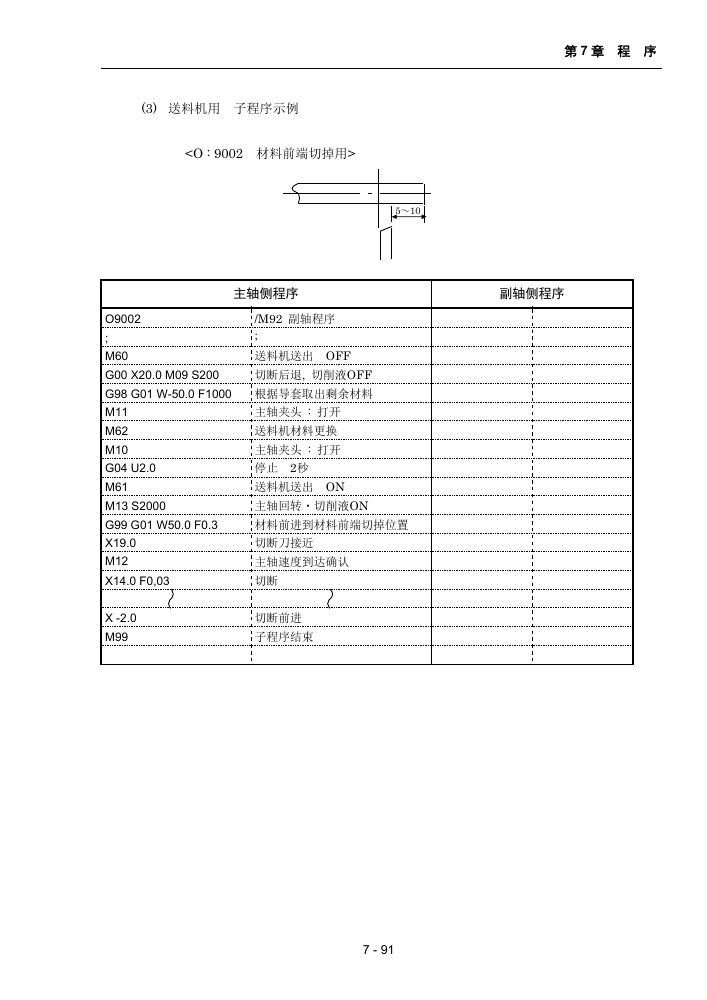 第 7 章　程　序
(3)　送料机用　子程序示例
<O : 9002　材料前端切掉用>
5～10
主轴侧程序　副轴侧程序
O9002　/M92 副轴程序
;　;
M60　送料机送出　OFF
G00 X20.0 M09 S200　切断后退, 切削液OFF
G98 G01 W-50.0 F1000　根据导套取出剩余材料
M11　主轴夹头 : 打开
M62　送料机材料更换
M10　主轴夹头 : 打开
G04 U2.0　停止　2秒
M61　送料机送出　ON
M13 S2000　主轴回转・切削液ON
G99 G01 W50.0 F0.3　材料前进到材料前端切掉位置
X19.0　切断刀接近
M12　主轴速度到达确认
X14.0 F0,03　切断
X -2.0　切断前进
M99　子程序结束
7 - 91